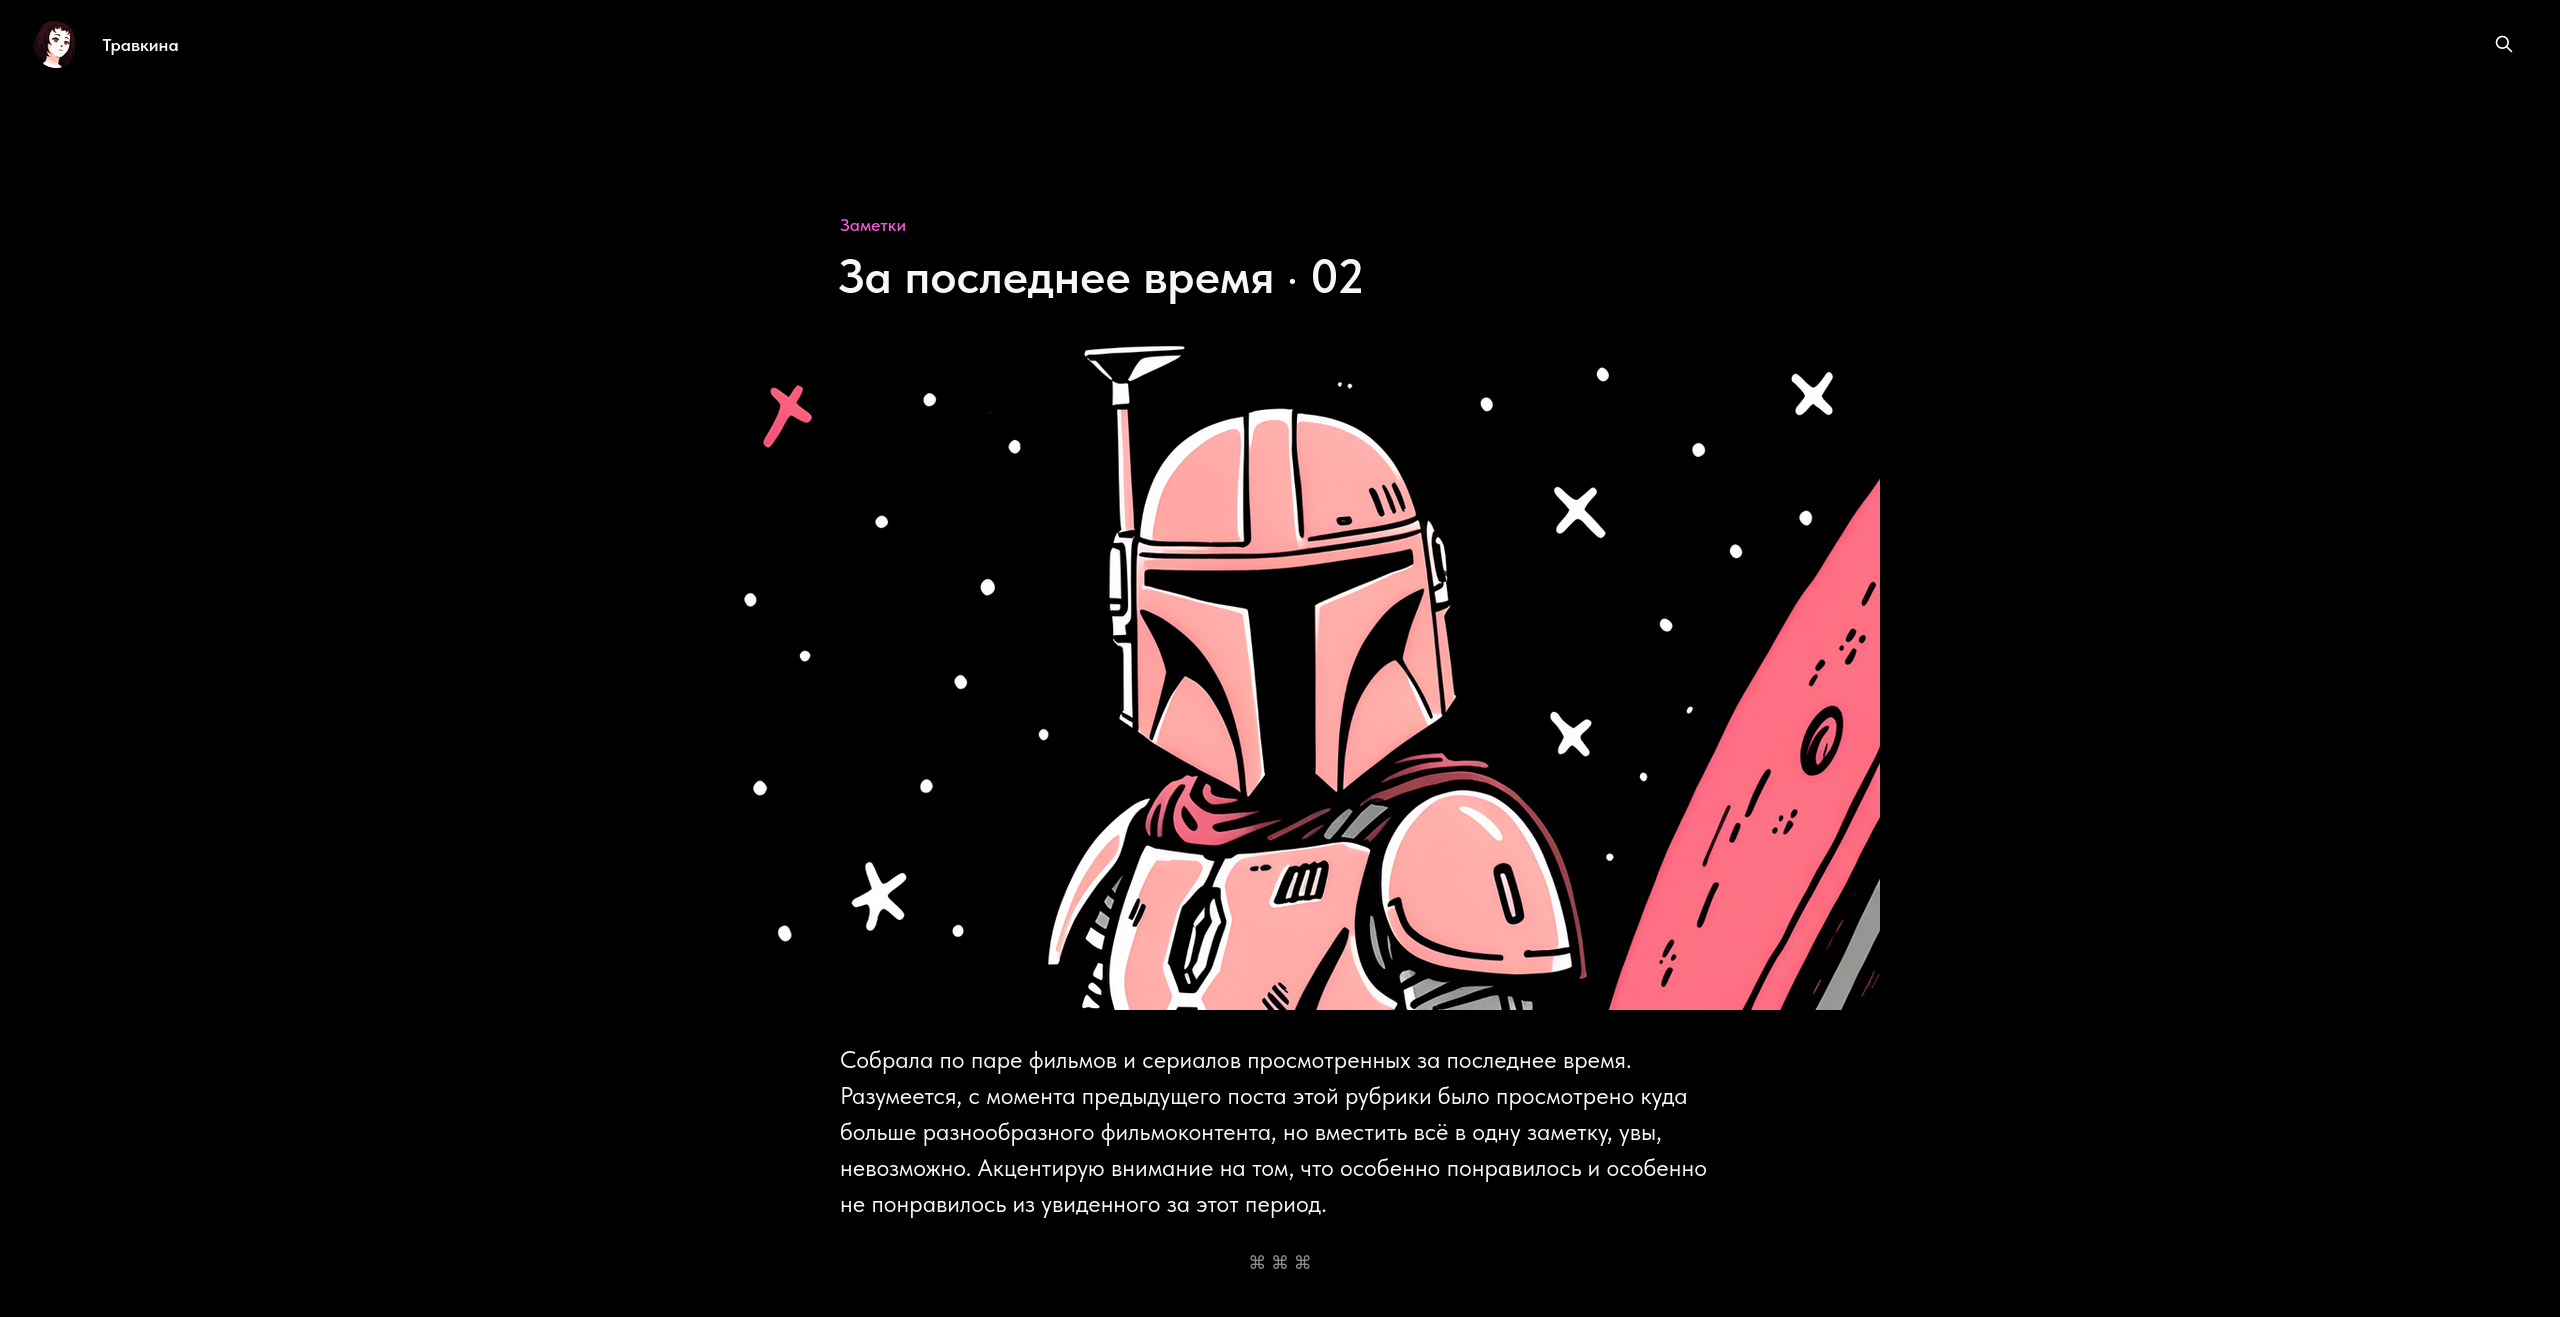 Травкина
Заметки
За последнее время · 02
Собрала по паре фильмов и сериалов просмотренных за последнее время.
Разумеется, с момента предыдущего поста этой рубрики было просмотрено куда
больше разнообразного фильмоконтента, но вместить всё в одну заметку, увы,
невозможно. Акцентирую внимание на том, что особенно понравилось и особенно
не понравилось из увиденного за этот период.
⌘ ⌘ ⌘